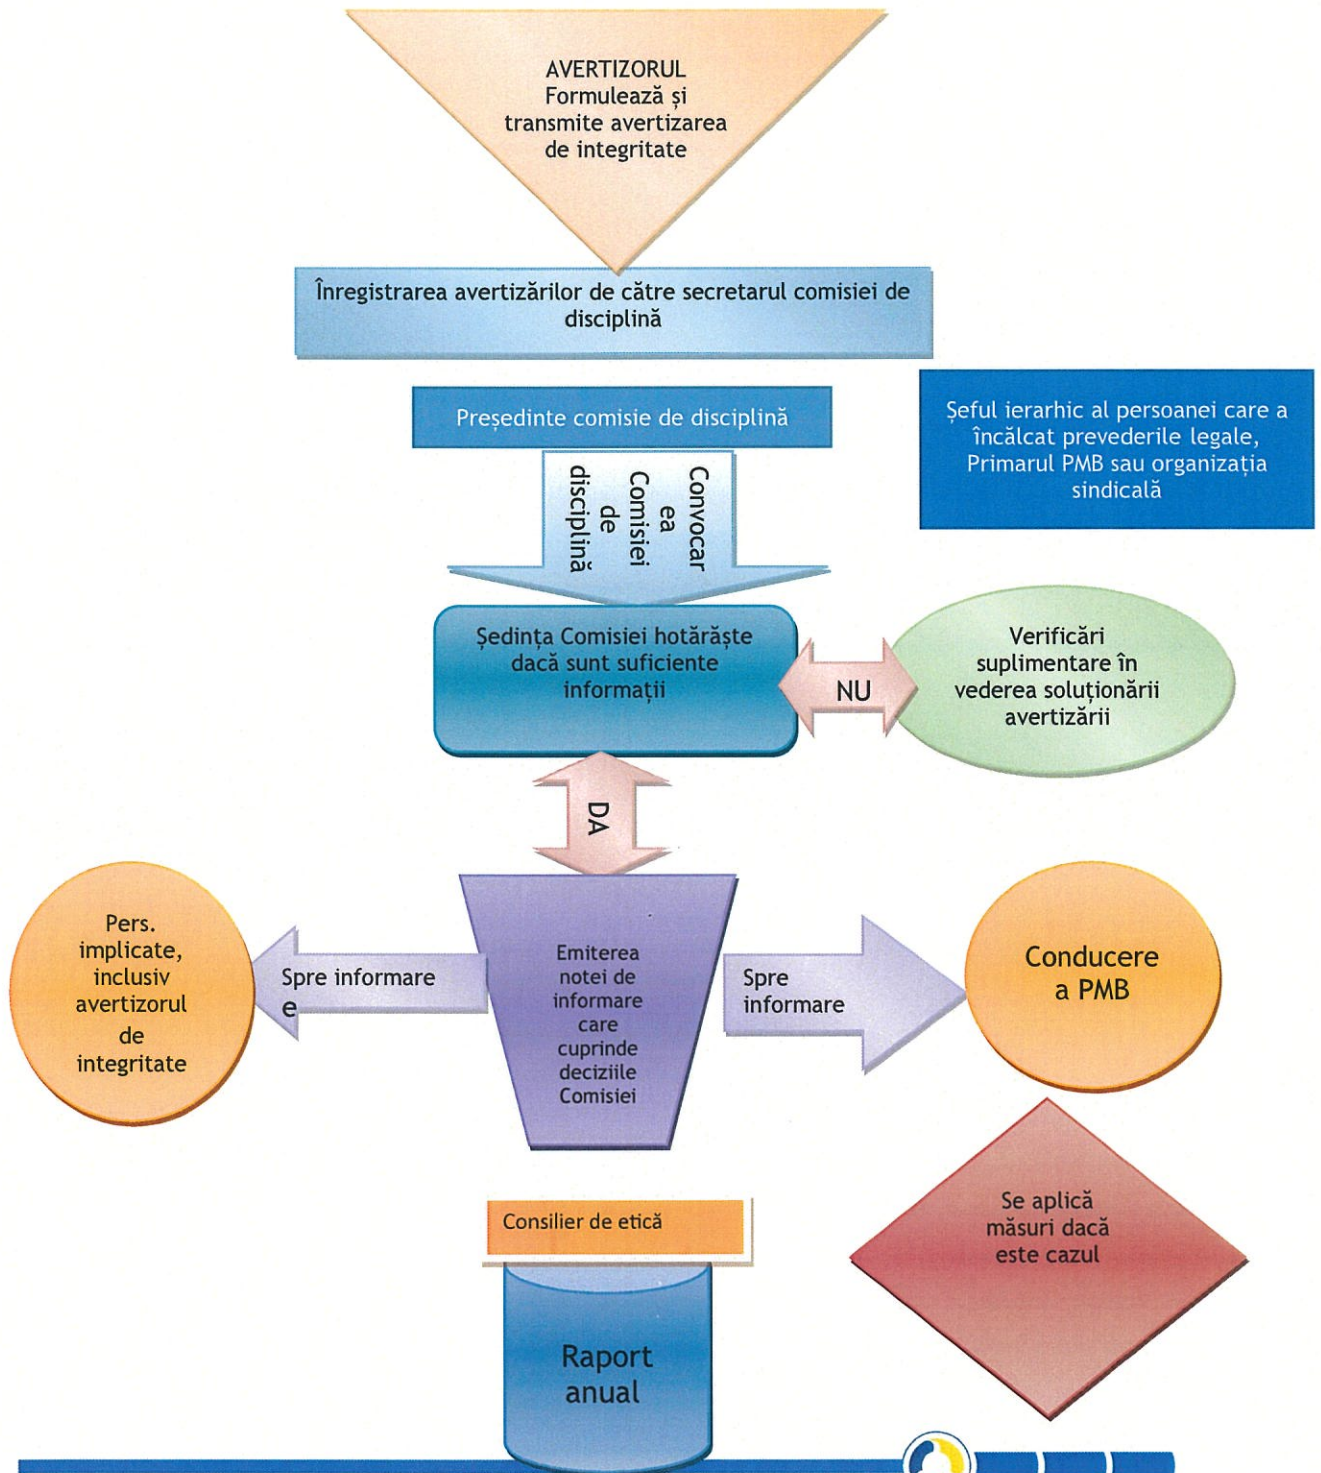 AVERTIZORUL
Formulează și
transmite avertizarea
de integritate
Înregistrarea avertizărilor de către secretarul comisiei de
disciplină
Președinte comisie de disciplină
Șeful ierarhic al persoanei care a
încălcat prevederile legale,
Primarul PMB sau organizația
sindicală
Convocar
ea
Comisiei
de
disciplină
Ședința Comisiei hotărăște
dacă sunt suficiente
informații
NU
Verificări
suplimentare în
vederea soluționării
avertizării
DA
Pers.
implicate,
inclusiv
avertizorul
de
integritate
Spre informare
e
Emiterea
notei de
informare
care
cuprinde
deciziile
Comisiei
Spre
informare
Conducere
a PMB
Se aplică
măsuri dacă
este cazul
Consilier de etică
Raport
anual